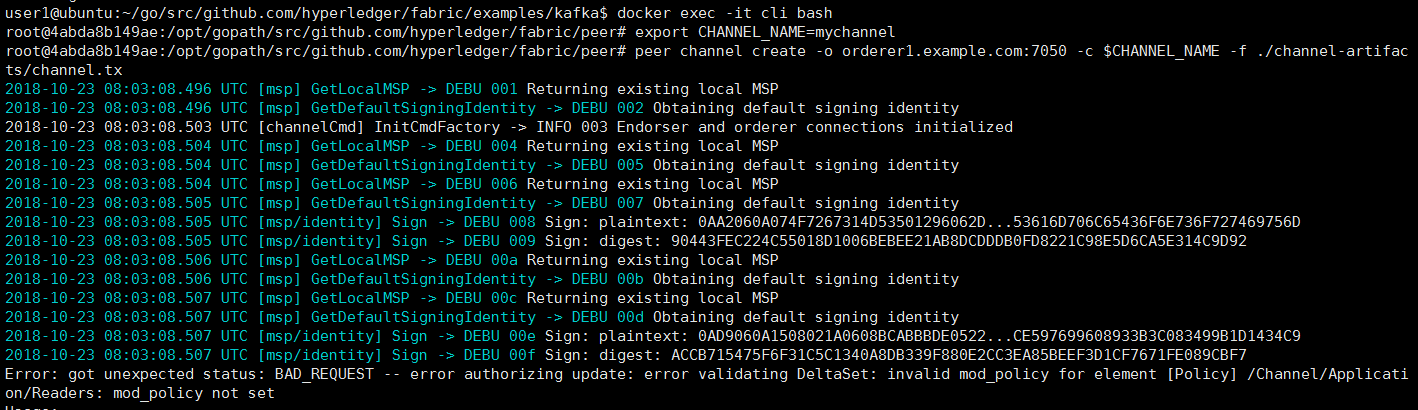 user1@ubuntu:~/go/src/github.com/hyperledger/fabric/examples/kafka$ docker exec -it cli bash
root@4abda8b149ae:/opt/gopath/src/github.com/hyperledger/fabric/peer# export CHANNEL_NAME=mychannel
root@4abda8b149ae:/opt/gopath/src/github.com/hyperledger/fabric/peer# peer channel create -o orderer1.example.com:7050 -c $CHANNEL_NAME -f ./channel-artifac
ts/channel.tx
2018-10-23 08:03:08.496 UTC [msp] GetLocalMSP -> DEBU 001 Returning existing local MSP
2018-10-23 08:03:08.496 UTC [msp] GetDefaultSigningIdentity -> DEBU 002 Obtaining default signing identity
2018-10-23 08:03:08.503 UTC [channelCmd] InitCmdFactory -> INFO 003 Endorser and orderer connections initialized
2018-10-23 08:03:08.504 UTC [msp] GetLocalMSP -> DEBU 004 Returning existing local MSP
2018-10-23 08:03:08.504 UTC [msp] GetDefaultSigningIdentity -> DEBU 005 Obtaining default signing identity
2018-10-23 08:03:08.504 UTC [msp] GetLocalMSP -> DEBU 006 Returning existing local MSP
2018-10-23 08:03:08.505 UTC [msp] GetDefaultSigningIdentity -> DEBU 007 Obtaining default signing identity
2018-10-23 08:03:08.505 UTC [msp/identity] Sign -> DEBU 008 Sign: plaintext: 0AA2060A074F7267314D53501296062D...53616D706C65436F6E736F727469756D
2018-10-23 08:03:08.505 UTC [msp/identity] Sign -> DEBU 009 Sign: digest: 90443FEC224C55018D1006BEBEE21AB8DCDDDB0FD8221C98E5D6CA5E314C9D92
2018-10-23 08:03:08.506 UTC [msp] GetLocalMSP -> DEBU 00a Returning existing local MSP
2018-10-23 08:03:08.506 UTC [msp] GetDefaultSigningIdentity -> DEBU 00b Obtaining default signing identity
2018-10-23 08:03:08.507 UTC [msp] GetLocalMSP -> DEBU 00c Returning existing local MSP
2018-10-23 08:03:08.507 UTC [msp] GetDefaultSigningIdentity -> DEBU 00d Obtaining default signing identity
2018-10-23 08:03:08.507 UTC [msp/identity] Sign -> DEBU 00e Sign: plaintext: 0AD9060A1508021A0608BCABBBDE0522...CE597699608933B3C083499B1D1434C9
2018-10-23 08:03:08.507 UTC [msp/identity] Sign -> DEBU 00f Sign: digest: ACCB715475F6F31C5C1340A8DB339F880E2CC3EA85BEEF3D1CF7671FE089CBF7
Error: got unexpected status: BAD_REQUEST -- error authorizing update: error validating DeltaSet: invalid mod_policy for element [Policy] /Channel/Applicati
on/Readers: mod_policy not set